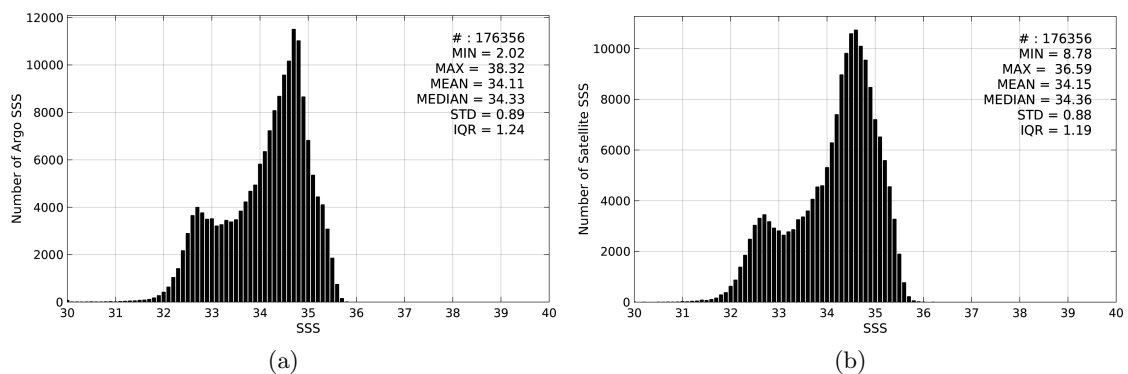 12000
10000
8000
6000
4000
2000
0
Number of Argo SSS
# : 176356
MIN = 2.02
MAX =  38.32
MEAN = 34.11
MEDIAN = 34.33
STD = 0.89
IQR = 1.24
30 31 32 33 34 35 36 37 38 39 40
SSS
(a)
10000
8000
6000
4000
2000
0
Number of Satellite SSS
# : 176356
MIN = 8.78
MAX =  36.59
MEAN = 34.15
MEDIAN = 34.36
STD = 0.88
IQR = 1.19
30 31 32 33 34 35 36 37 38 39 40
SSS
(b)